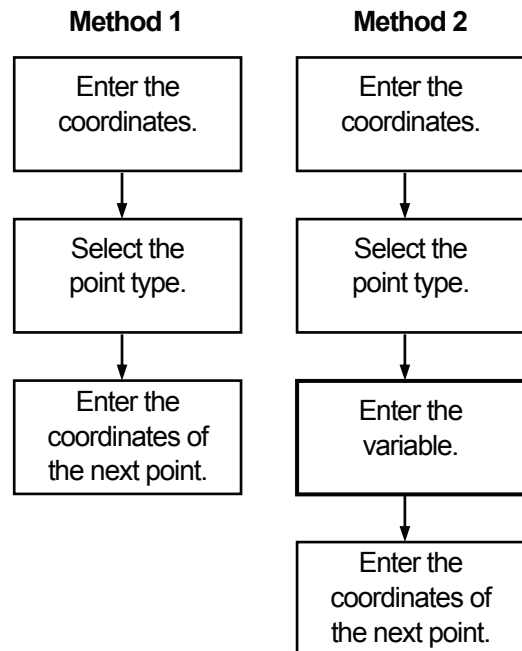 Method 1
Enter the
coordinates.
Select the
point type.
Enter the
coordinates of
the next point.
Method 2
Enter the
coordinates.
Select the
point type.
Enter the
variable.
Enter the
coordinates of
the next point.